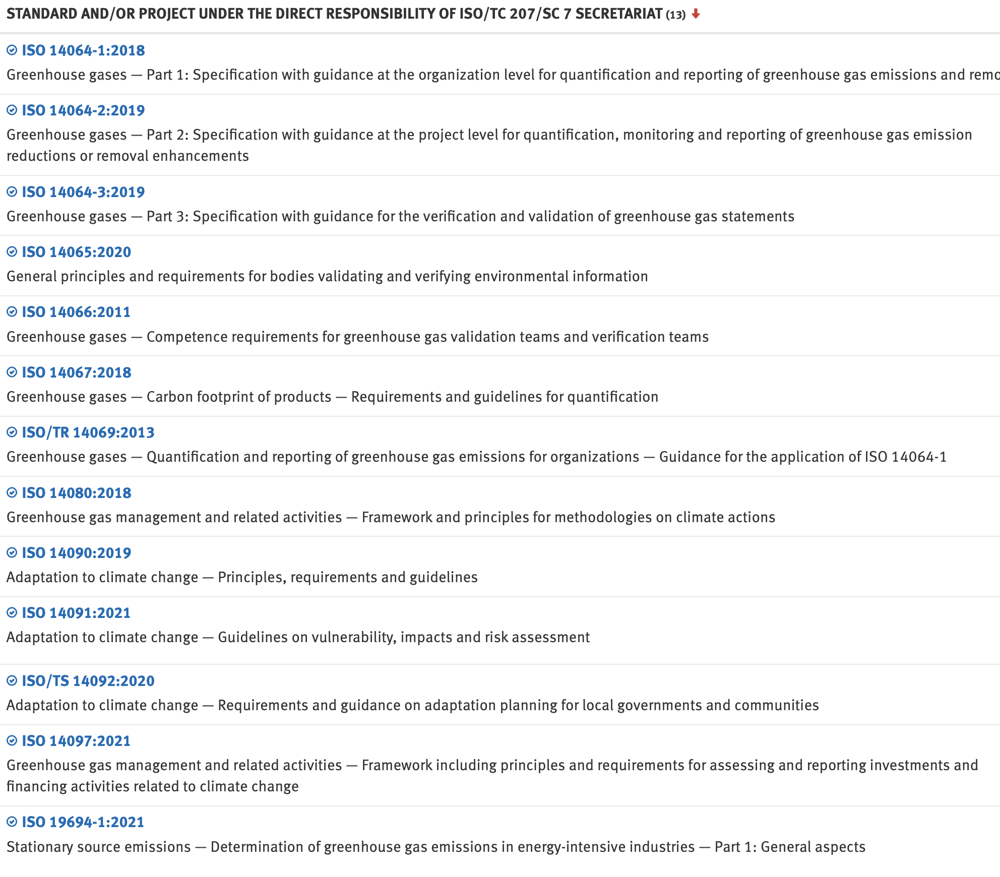 STANDARD AND/OR PROJECT UNDER THE DIRECT RESPONSIBILITY OF ISO/TC 207/SC 7 SECRETARIAT (13)
ISO 14064-1:2018
Greenhouse gases — Part 1: Specification with guidance at the organization level for quantification and reporting of greenhouse gas emissions and remo
ISO 14064-2:2019
Greenhouse gases — Part 2: Specification with guidance at the project level for quantification, monitoring and reporting of greenhouse gas emission
reductions or removal enhancements
ISO 14064-3:2019
Greenhouse gases — Part 3: Specification with guidance for the verification and validation of greenhouse gas statements
ISO 14065:2020
General principles and requirements for bodies validating and verifying environmental information
ISO 14066:2011
Greenhouse gases — Competence requirements for greenhouse gas validation teams and verification teams
ISO 14067:2018
Greenhouse gases — Carbon footprint of products — Requirements and guidelines for quantification
ISO/TR 14069:2013
Greenhouse gases — Quantification and reporting of greenhouse gas emissions for organizations — Guidance for the application of ISO 14064-1
ISO 14080:2018
Greenhouse gas management and related activities — Framework and principles for methodologies on climate actions
ISO 14090:2019
Adaptation to climate change — Principles, requirements and guidelines
ISO 14091:2021
Adaptation to climate change — Guidelines on vulnerability, impacts and risk assessment
ISO/TS 14092:2020
Adaptation to climate change — Requirements and guidance on adaptation planning for local governments and communities
ISO 14097:2021
Greenhouse gas management and related activities — Framework including principles and requirements for assessing and reporting investments and
financing activities related to climate change
ISO 19694-1:2021
Stationary source emissions — Determination of greenhouse gas emissions in energy-intensive industries — Part 1: General aspects